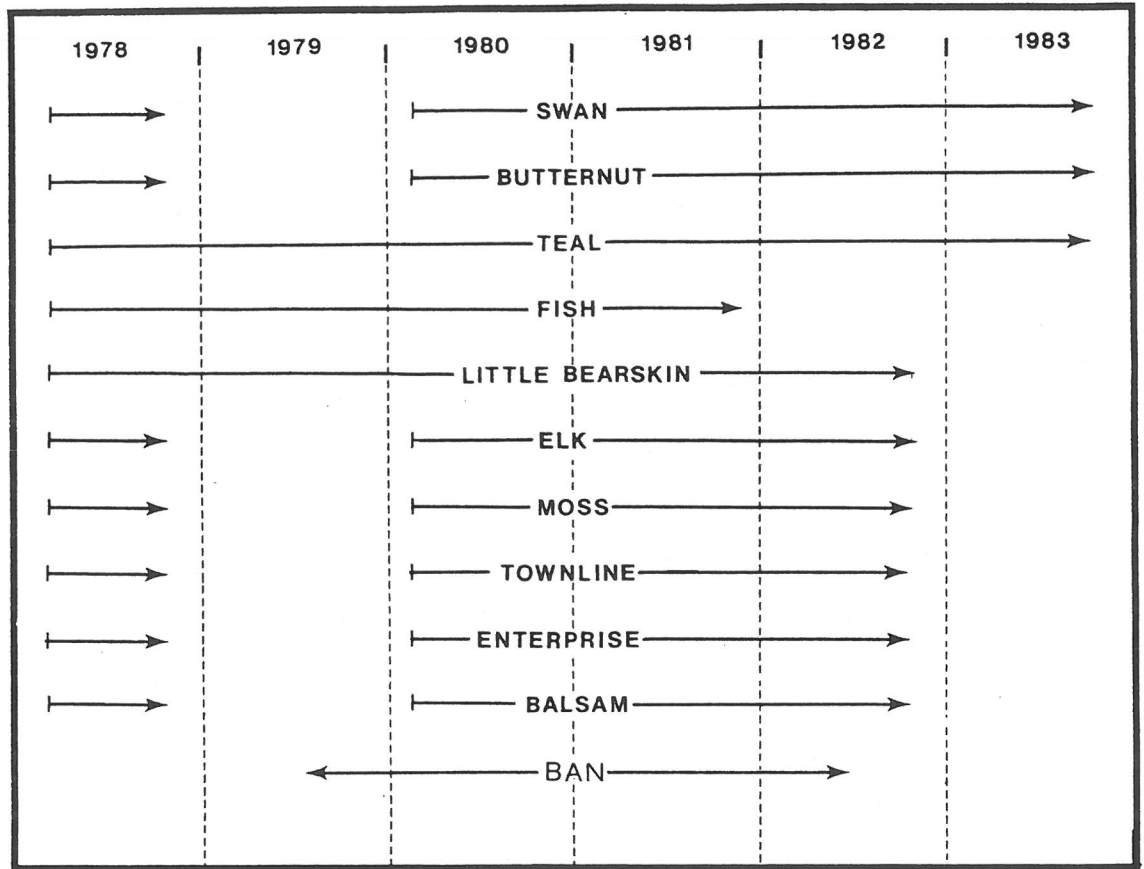 1978 1979 1980 1981 1982 1983
SWAN
BUTTERNUT
TEAL
FISH
LITTLE BEARSKIN
ELK
MOSS
TOWNLINE
ENTERPRISE
BALSAM
BAN